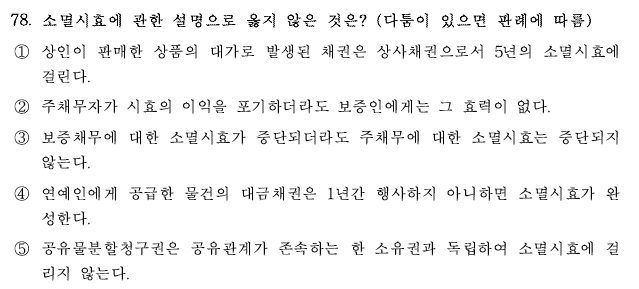 78. 소멸시효에 관한 설명으로 옳지 않은 것은? (다툼이 있으면 판례에 따름)
① 상인이 판매한 상품의 대가로 발생된 채권은 상사채권으로서 5년의 소멸시효에
걸린다.
② 주채무자가 시효의 이익을 포기하더라도 보증인에게는 그 효력이 없다.
③ 보증채무에 대한 소멸시효가 중단되더라도 주채무에 대한 소멸시효는 중단되지
않는다.
④ 연예인에게 공급한 물건의 대금채권은 1년간 행사하지 아니하면 소멸시효가 완
성한다.
⑤ 공유물분할청구권은 공유관계가 존속하는 한 소유권과 독립하여 소멸시효에 걸
리지 않는다.